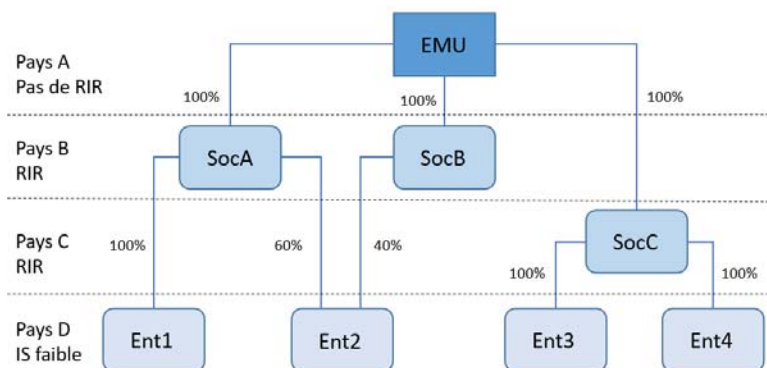 EMU
Pays A
Pas de RIR
100%
100%
100%
Pays B
RIR
SocA
SocB
Pays C
RIR
SocC
100%
60%
40%
100%
100%
Pays D
IS faible
Ent1
Ent2
Ent3
Ent4